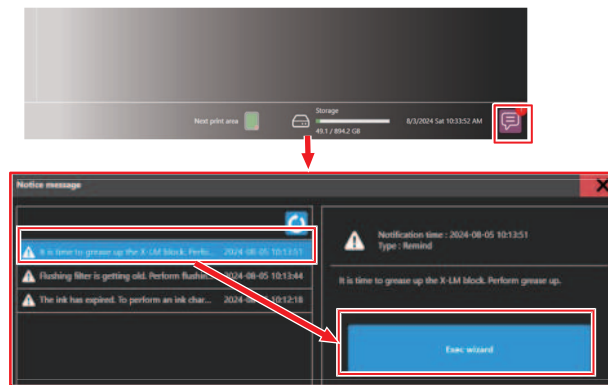 Storage
Next print area
49.1 / 894.2 GB
8/3/2024 Sat 10:33:52 AM
Notice message
X
Notification time : 2024-08-05 10:13:51
Type : Remind
It is time to grease up the X-LM block. Perfo... 2024-08-05 10:13:51
Flushing filter is getting old. Perform flushin... 2024-08-05 10:13:44
The ink has expired. To perform an ink char... 2024-08-05 10:12:18
It is time to grease up the X-LM block. Perform grease up.
Exec wizard